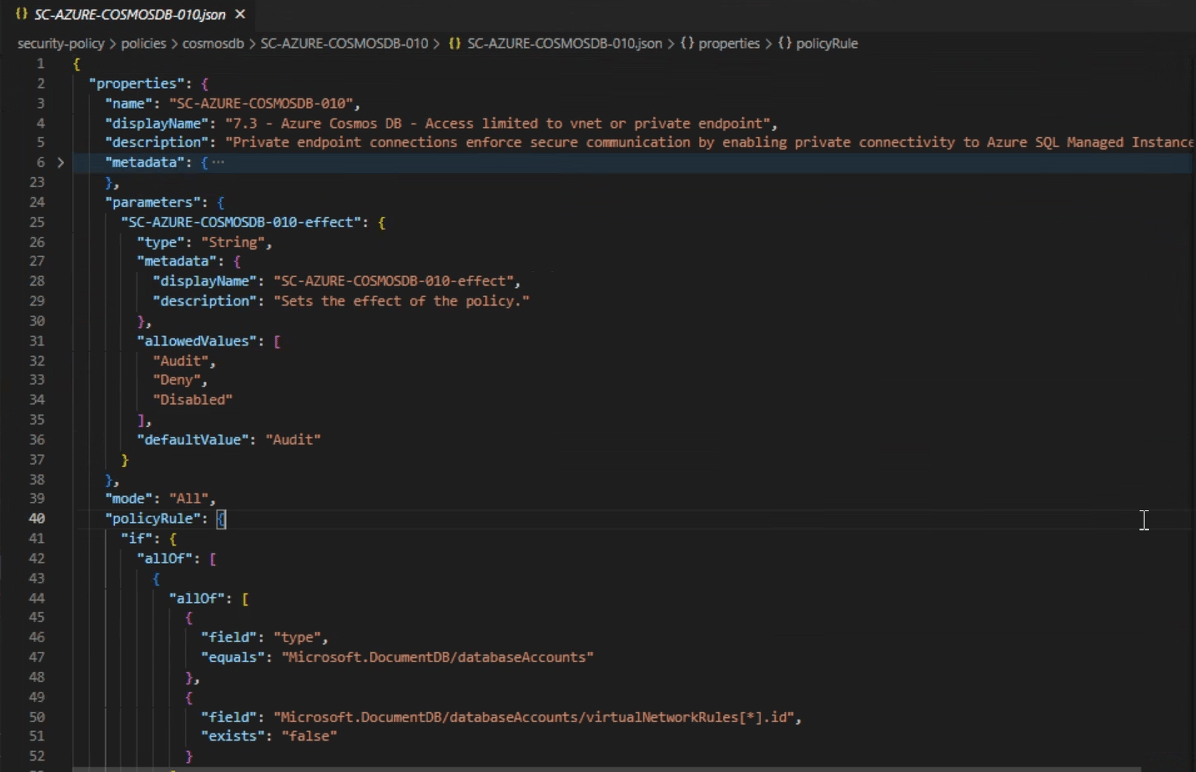 {} SC-AZURE-COSMOSDB-010.json ×
security-policy > policies > cosmosdb > SC-AZURE-COSMOSDB-010 > {} SC-AZURE-COSMOSDB-010.json > {} properties > {} policyRule
1 {
2 "properties": {
3 "name": "SC-AZURE-COSMOSDB-010",
4 "displayName": "7.3 - Azure Cosmos DB - Access limited to vnet or private endpoint",
5 "description": "Private endpoint connections enforce secure communication by enabling private connectivity to Azure SQL Managed Instance
6 > "metadata": { ···
23 },
24 "parameters": {
25 "SC-AZURE-COSMOSDB-010-effect": {
26 "type": "String",
27 "metadata": {
28 "displayName": "SC-AZURE-COSMOSDB-010-effect",
29 "description": "Sets the effect of the policy."
30 },
31 "allowedValues": [
32 "Audit",
33 "Deny",
34 "Disabled"
35 ],
36 "defaultValue": "Audit"
37 }
38 },
39 "mode": "All",
40 "policyRule": {
41 "if": {
42 "allOf": [
43 {
44 "allOf": [
45 {
46 "field": "type",
47 "equals": "Microsoft.DocumentDB/databaseAccounts"
48 },
49 {
50 "field": "Microsoft.DocumentDB/databaseAccounts/virtualNetworkRules[*].id",
51 "exists": "false"
52 }